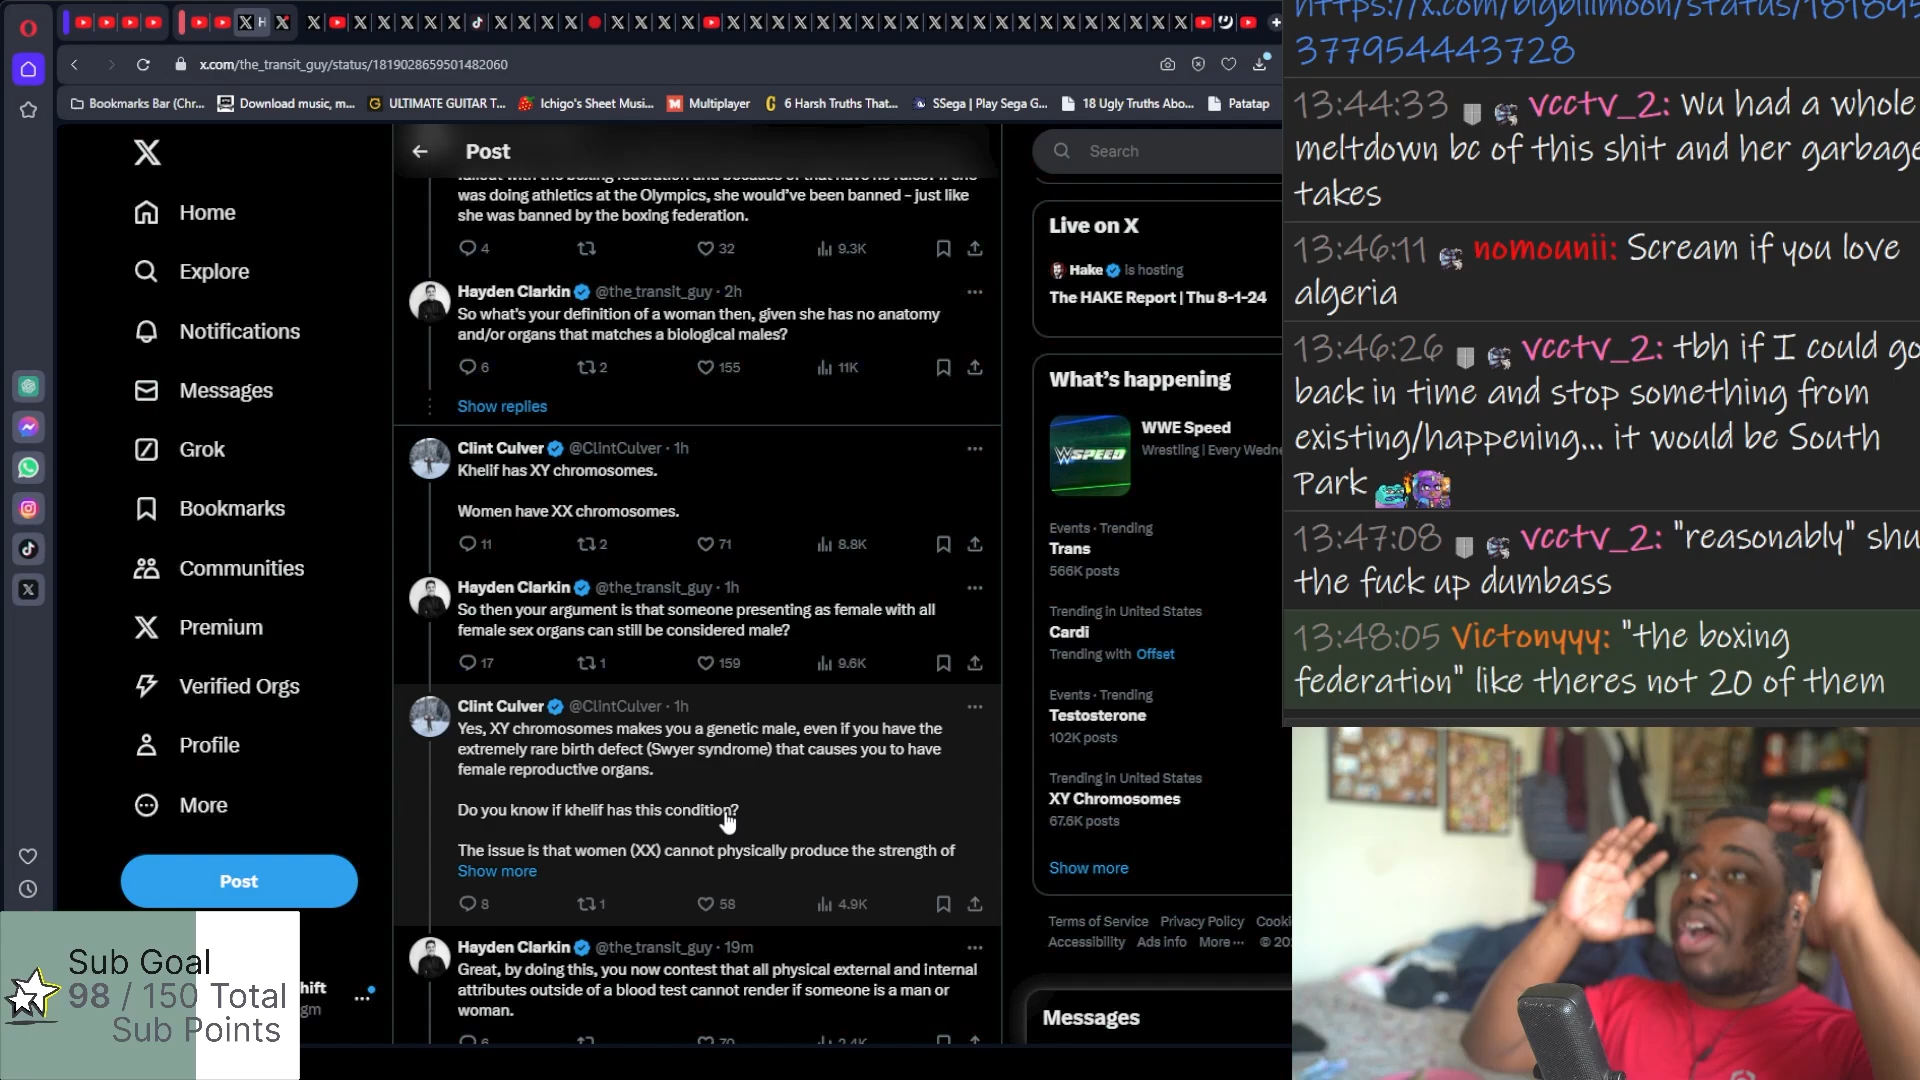 x.com/the_transit_guy/status/1819028659501482060
Bookmarks Bar (Chr...
Download music, m...
ULTIMATE GUITAR T...
Ichigo's Sheet Musi...
Multiplayer
6 Harsh Truths That...
SSega | Play Sega G...
18 Ugly Truths Abo...
Patatap
Home
Explore
Notifications
Messages
Grok
Bookmarks
Communities
Premium
Verified Orgs
Profile
More
Post
Sub Goal
98 / 150 Total
Sub Points
hift
gm
Post
was doing athletics at the Olympics, she would've been banned – just like
she was banned by the boxing federation.
4 32 9.3K
Hayden Clarkin @the_transit_guy · 2h
So what's your definition of a woman then, given she has no anatomy
and/or organs that matches a biological males?
6 2 155 11K
Show replies
Clint Culver @ClintCulver · 1h
Khelif has XY chromosomes.
Women have XX chromosomes.
11 2 71 8.8K
Hayden Clarkin @the_transit_guy · 1h
So then your argument is that someone presenting as female with all
female sex organs can still be considered male?
17 1 159 9.6K
Clint Culver @ClintCulver · 1h
Yes, XY chromosomes makes you a genetic male, even if you have the
extremely rare birth defect (Swyer syndrome) that causes you to have
female reproductive organs.
Do you know if khelif has this condition?
The issue is that women (XX) cannot physically produce the strength of
Show more
8 1 58 4.9K
Hayden Clarkin @the_transit_guy · 19m
Great, by doing this, you now contest that all physical external and internal
attributes outside of a blood test cannot render if someone is a man or
woman.
Search
Live on X
Hake is hosting
The HAKE Report | Thu 8-1-24
What's happening
WWE Speed
Wrestling | Every Wedne
Events · Trending
Trans
566K posts
Trending in United States
Cardi
Trending with Offset
Events · Trending
Testosterone
102K posts
Trending in United States
XY Chromosomes
67.6K posts
Show more
Terms of Service Privacy Policy Cooki
Accessibility Ads info More ··· © 20
Messages
377954443728
13:44:33 vcctv_2: Wu had a whole
meltdown bc of this shit and her garbage
takes
13:46:11 nomounii: Scream if you love
algeria
13:46:26 vcctv_2: tbh if I could go
back in time and stop something from
existing/happening... it would be South
Park
13:47:08 vcctv_2: "reasonably" shu
the fuck up dumbass
13:48:05 Victonyyy: "the boxing
federation" like theres not 20 of them